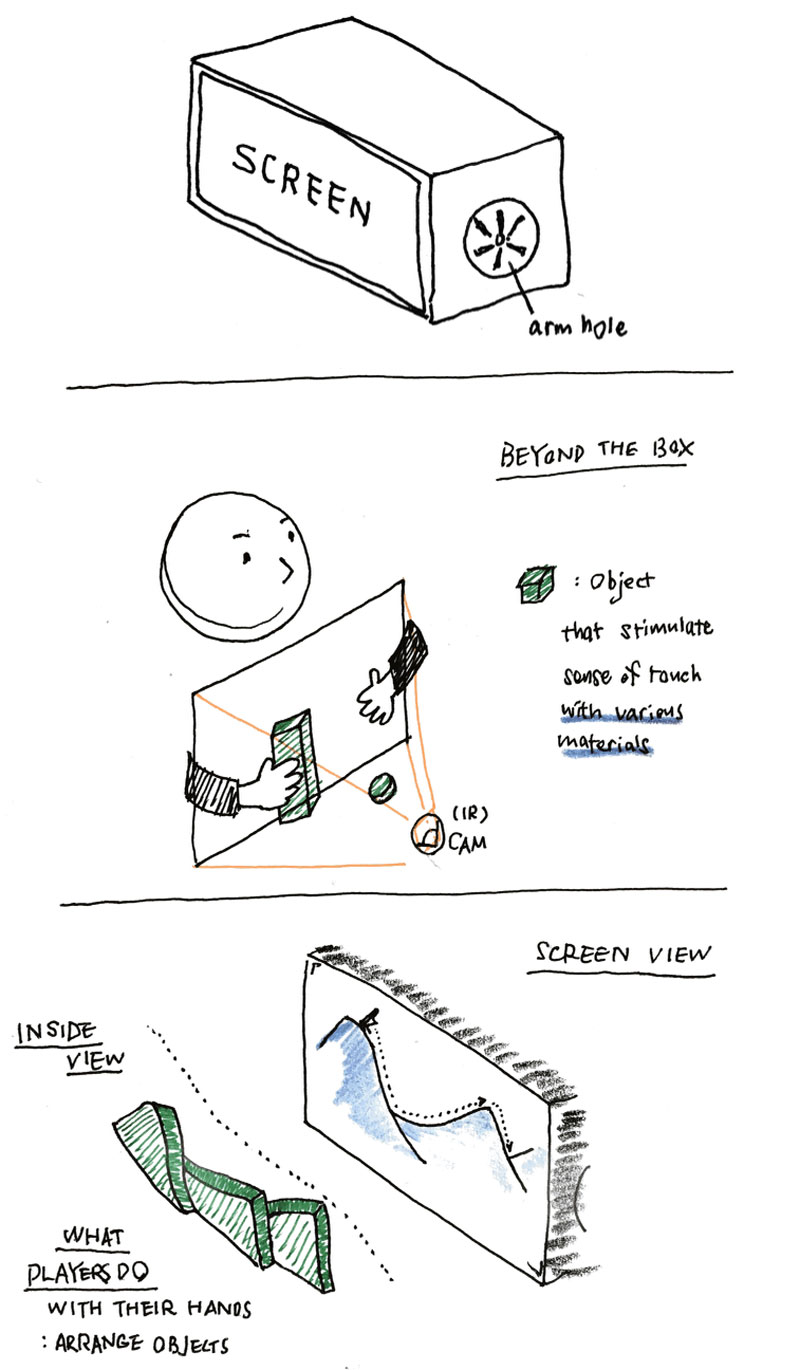 SCREEN
arm hole
BEYOND THE BOX
: Object
that stimulate
sense of touch
with various
materials
(IR)
CAM
SCREEN VIEW
INSIDE
VIEW
WHAT
PLAYERS DO
WITH THEIR HANDS
: ARRANGE OBJECTS